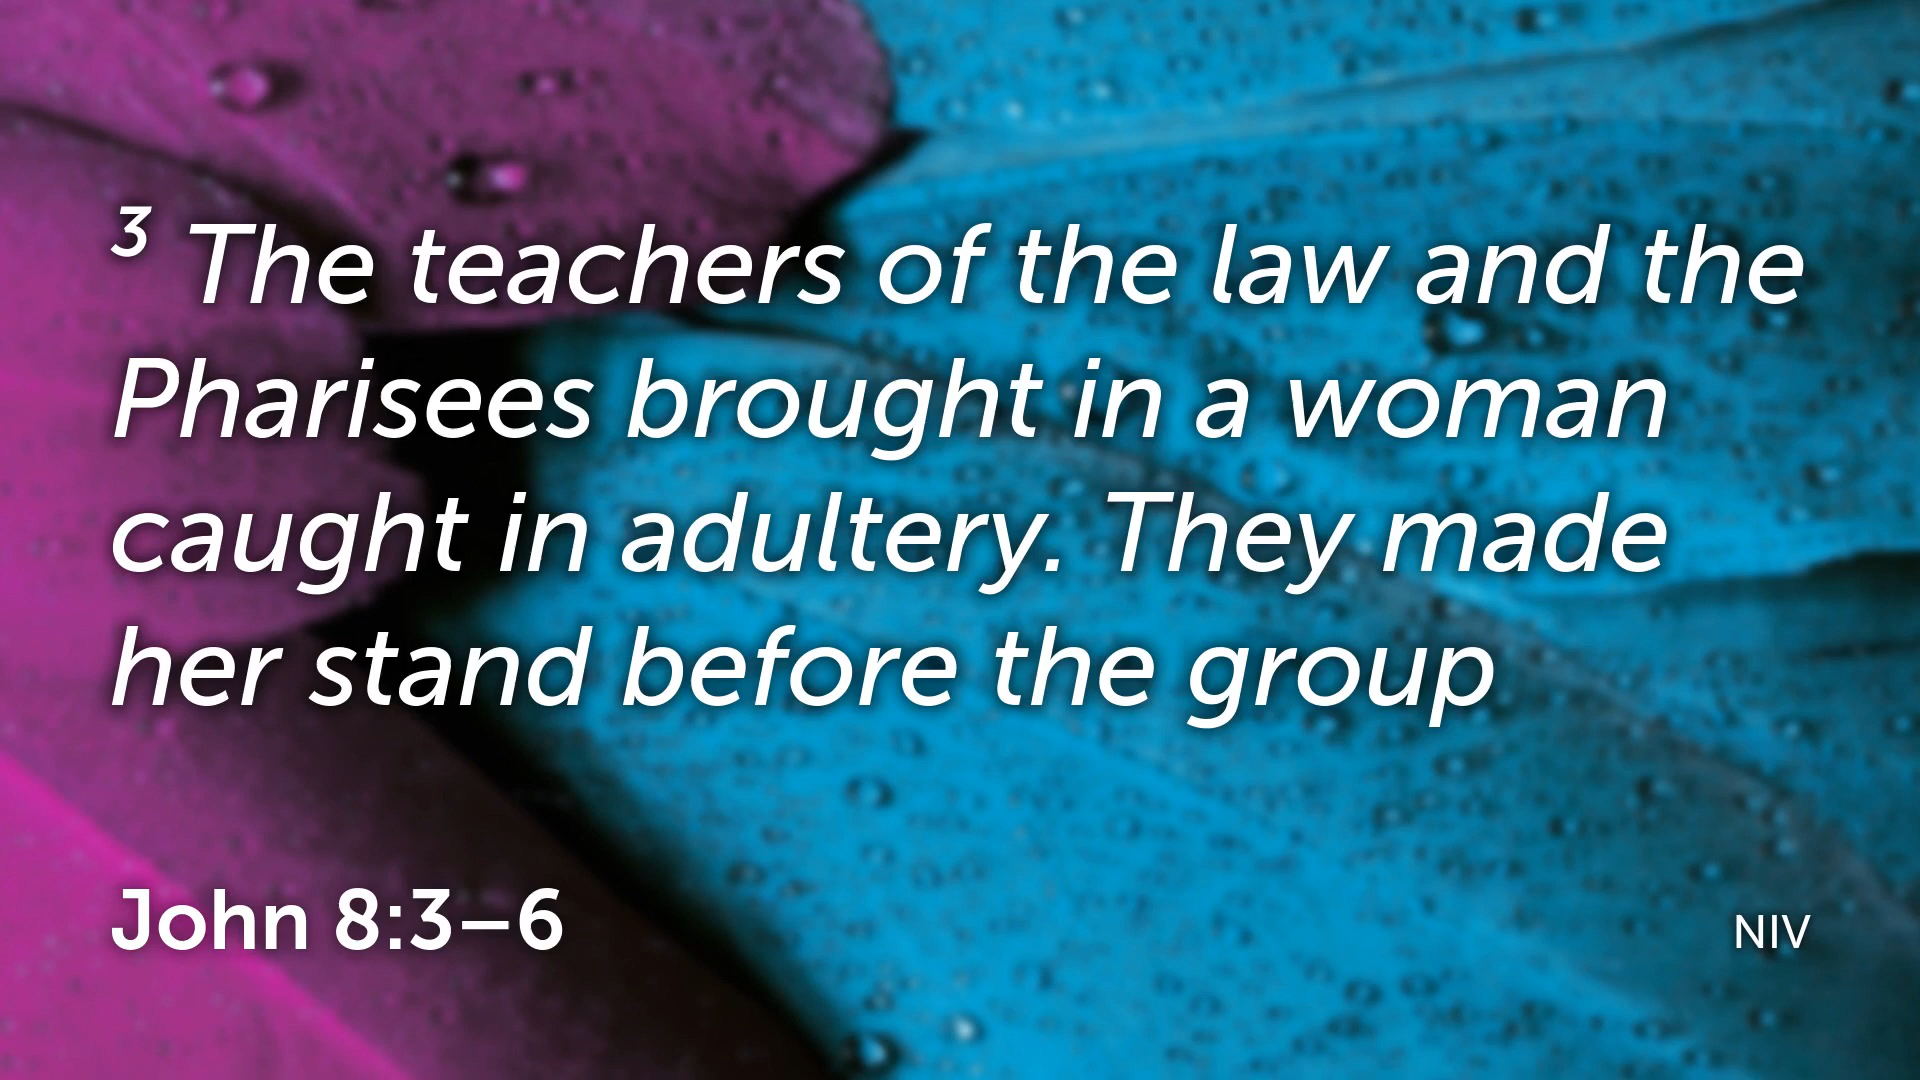 3 The teachers of the law and the
Pharisees brought in a woman
caught in adultery. They made
her stand before the group
John 8:3–6
NIV